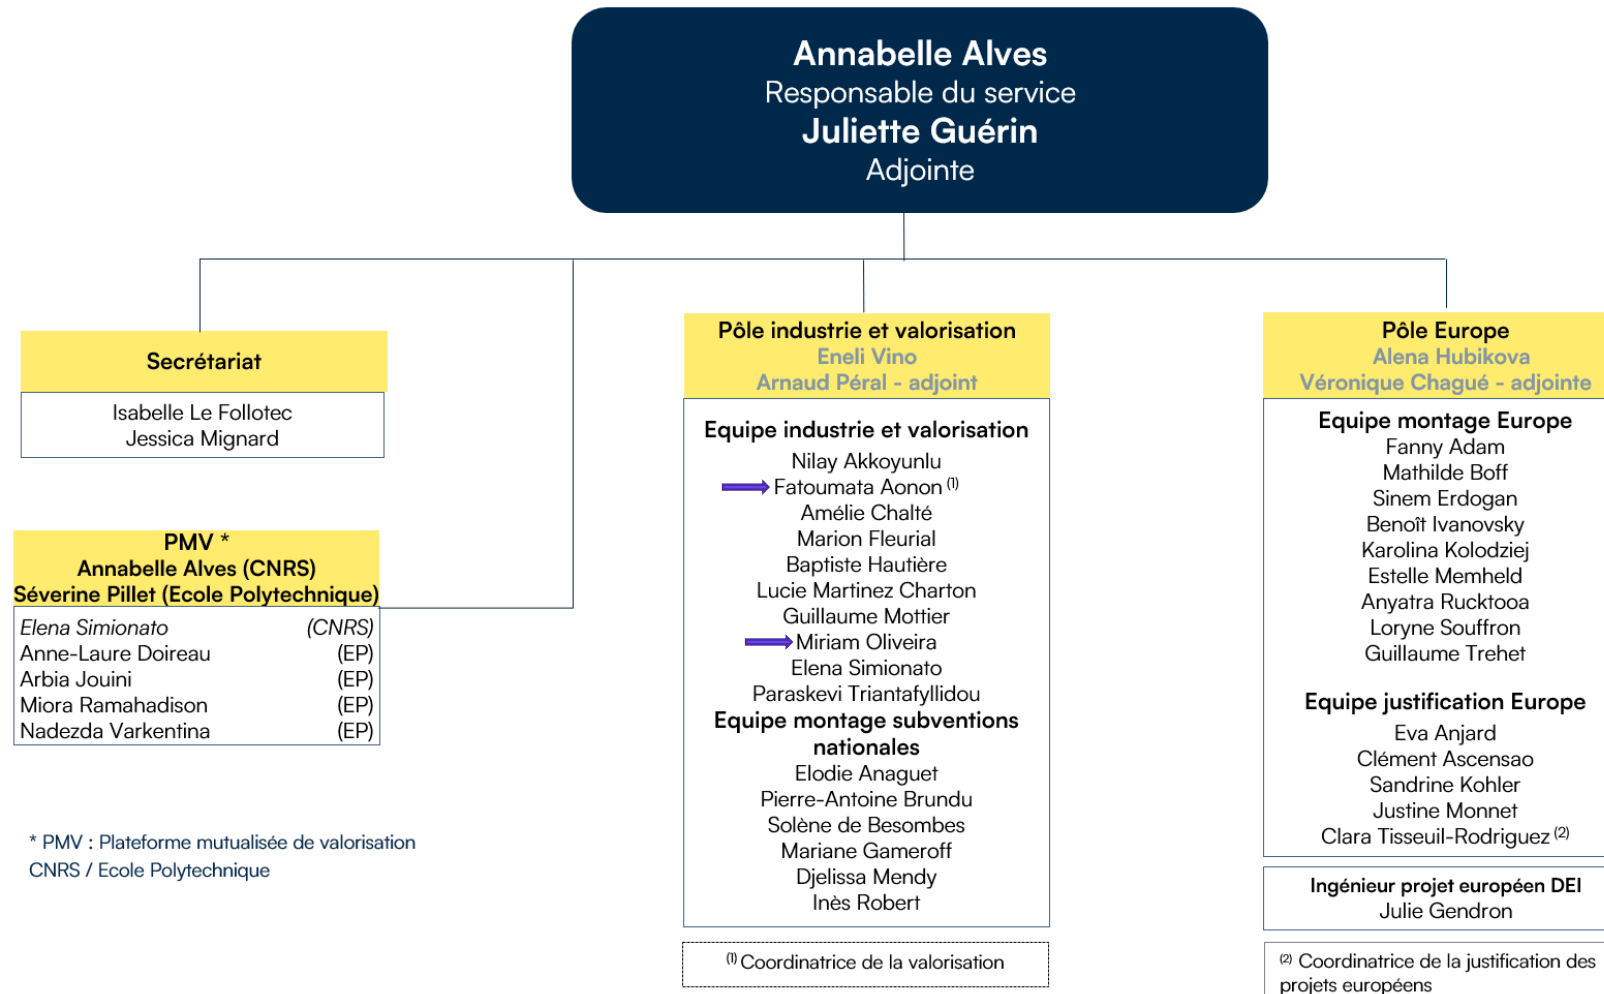 Annabelle Alves
Responsable du service
Juliette Guérin
Adjointe
Secrétariat
Isabelle Le Follotec
Jessica Mignard
PMV *
Annabelle Alves (CNRS)
Séverine Pillet (Ecole Polytechnique)
Elena Simionato (CNRS)
Anne-Laure Doireau (EP)
Arbia Jouini (EP)
Miora Ramahadison (EP)
Nadezda Varkentina (EP)
* PMV : Plateforme mutualisée de valorisation
CNRS / Ecole Polytechnique
Pôle industrie et valorisation
Eneli Vino
Arnaud Péral - adjoint
Equipe industrie et valorisation
Nilay Akkoyunlu
Fatoumata Aonon (1)
Amélie Chalté
Marion Fleurial
Baptiste Hautière
Lucie Martinez Charton
Guillaume Mottier
Miriam Oliveira
Elena Simionato
Paraskevi Triantafyllidou
Equipe montage subventions
nationales
Elodie Anaguet
Pierre-Antoine Brundu
Solène de Besombes
Mariane Gameroff
Djelissa Mendy
Inès Robert
(1) Coordinatrice de la valorisation
Pôle Europe
Alena Hubikova
Véronique Chagué - adjointe
Equipe montage Europe
Fanny Adam
Mathilde Boff
Sinem Erdogan
Benoît Ivanovsky
Karolina Kolodziej
Estelle Memheld
Anyatra Rucktooa
Loryne Souffron
Guillaume Trehet
Equipe justification Europe
Eva Anjard
Clément Ascensao
Sandrine Kohler
Justine Monnet
Clara Tisseuil-Rodriguez (2)
Ingénieur projet européen DEI
Julie Gendron
(2) Coordinatrice de la justification des
projets européens